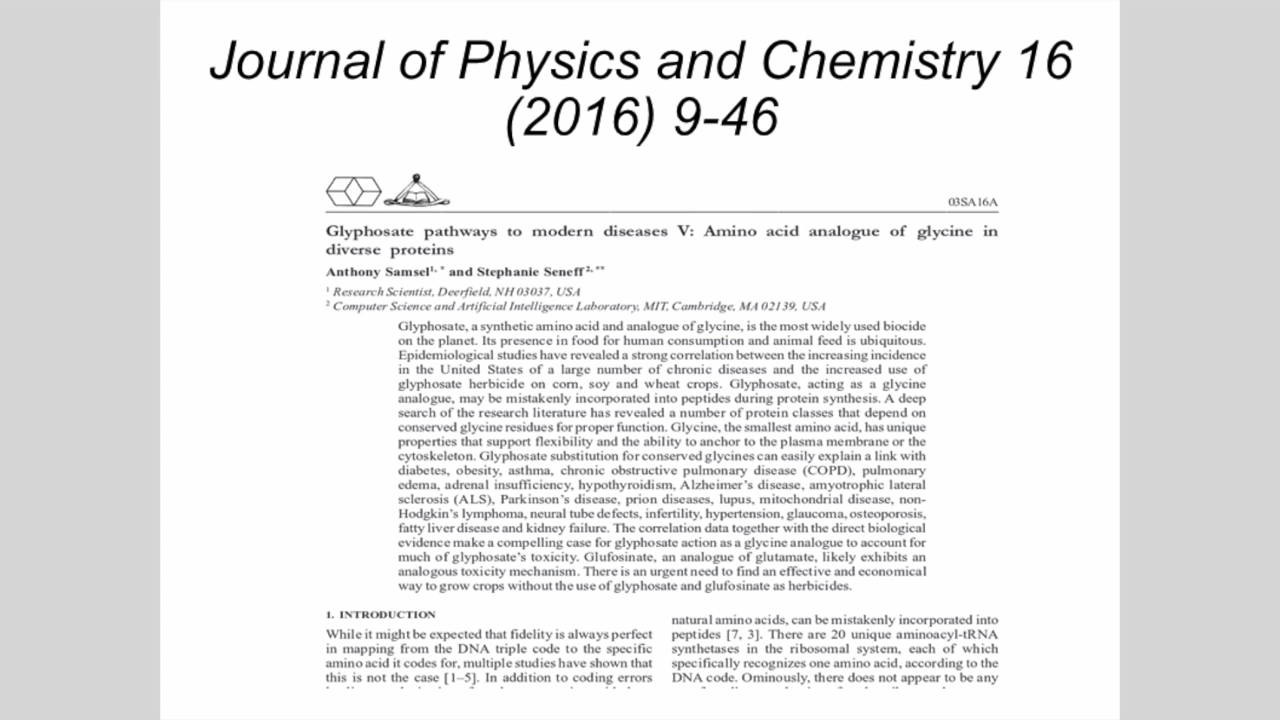 Journal of Physics and Chemistry 16
(2016) 9-46
03SA16A
Glyphosate pathways to modern diseases V: Amino acid analogue of glycine in
diverse proteins
Anthony Samsel1, * and Stephanie Seneff2, **
1 Research Scientist, Deerfield, NH 03037, USA
2 Computer Science and Artificial Intelligence Laboratory, MIT, Cambridge, MA 02139, USA
Glyphosate, a synthetic amino acid and analogue of glycine, is the most widely used biocide
on the planet. Its presence in food for human consumption and animal feed is ubiquitous.
Epidemiological studies have revealed a strong correlation between the increasing incidence
in the United States of a large number of chronic diseases and the increased use of
glyphosate herbicide on corn, soy and wheat crops. Glyphosate, acting as a glycine
analogue, may be mistakenly incorporated into peptides during protein synthesis. A deep
search of the research literature has revealed a number of protein classes that depend on
conserved glycine residues for proper function. Glycine, the smallest amino acid, has unique
properties that support flexibility and the ability to anchor to the plasma membrane or the
cytoskeleton. Glyphosate substitution for conserved glycines can easily explain a link with
diabetes, obesity, asthma, chronic obstructive pulmonary disease (COPD), pulmonary
edema, adrenal insufficiency, hypothyroidism, Alzheimer's disease, amyotrophic lateral
sclerosis (ALS), Parkinson's disease, prion diseases, lupus, mitochondrial disease, non-
Hodgkin's lymphoma, neural tube defects, infertility, hypertension, glaucoma, osteoporosis,
fatty liver disease and kidney failure. The correlation data together with the direct biological
evidence make a compelling case for glyphosate action as a glycine analogue to account for
much of glyphosate's toxicity. Glufosinate, an analogue of glutamate, likely exhibits an
analogous toxicity mechanism. There is an urgent need to find an effective and economical
way to grow crops without the use of glyphosate and glufosinate as herbicides.
1. INTRODUCTION
While it might be expected that fidelity is always perfect
in mapping from the DNA triple code to the specific
amino acid it codes for, multiple studies have shown that
this is not the case [1–5]. In addition to coding errors
natural amino acids, can be mistakenly incorporated into
peptides [7, 3]. There are 20 unique aminoacyl-tRNA
synthetases in the ribosomal system, each of which
specifically recognizes one amino acid, according to the
DNA code. Ominously, there does not appear to be any